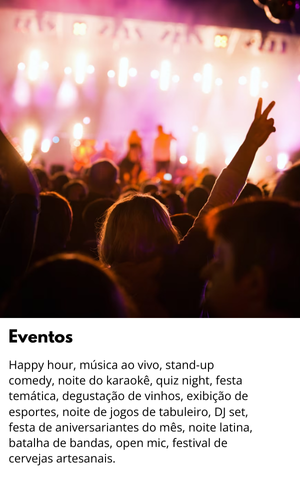 Eventos
Happy hour, música ao vivo, stand-up
comedy, noite do karaokê, quiz night, festa
temática, degustação de vinhos, exibição de
esportes, noite de jogos de tabuleiro, DJ set,
festa de aniversariantes do mês, noite latina,
batalha de bandas, open mic, festival de
cervejas artesanais.